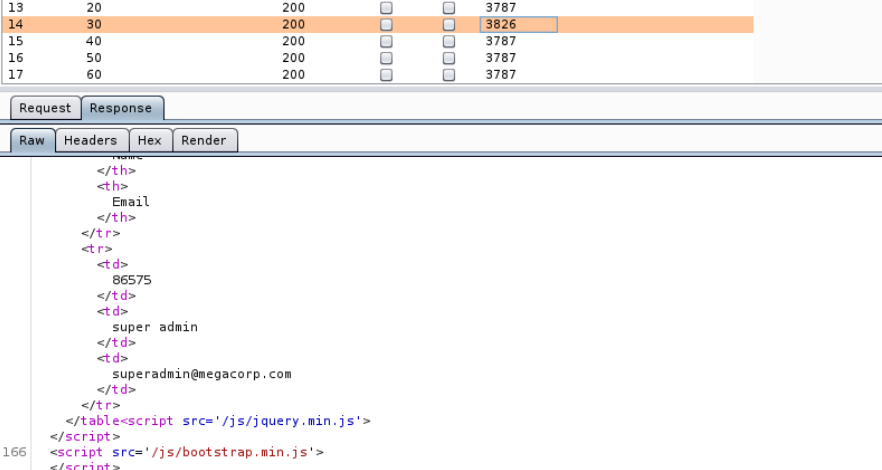 13 20 200 3787
14 30 200 3826
15 40 200 3787
16 50 200 3787
17 60 200 3787
Request Response
Raw Headers Hex Render
Name
</th>
<th>
Email
</th>
</tr>
<tr>
<td>
86575
</td>
<td>
super admin
</td>
<td>
superadmin@megacorp.com
</td>
</tr>
</table<script src='/js/jquery.min.js'>
</script>
166 <script src='/js/bootstrap.min.js'>
</script>